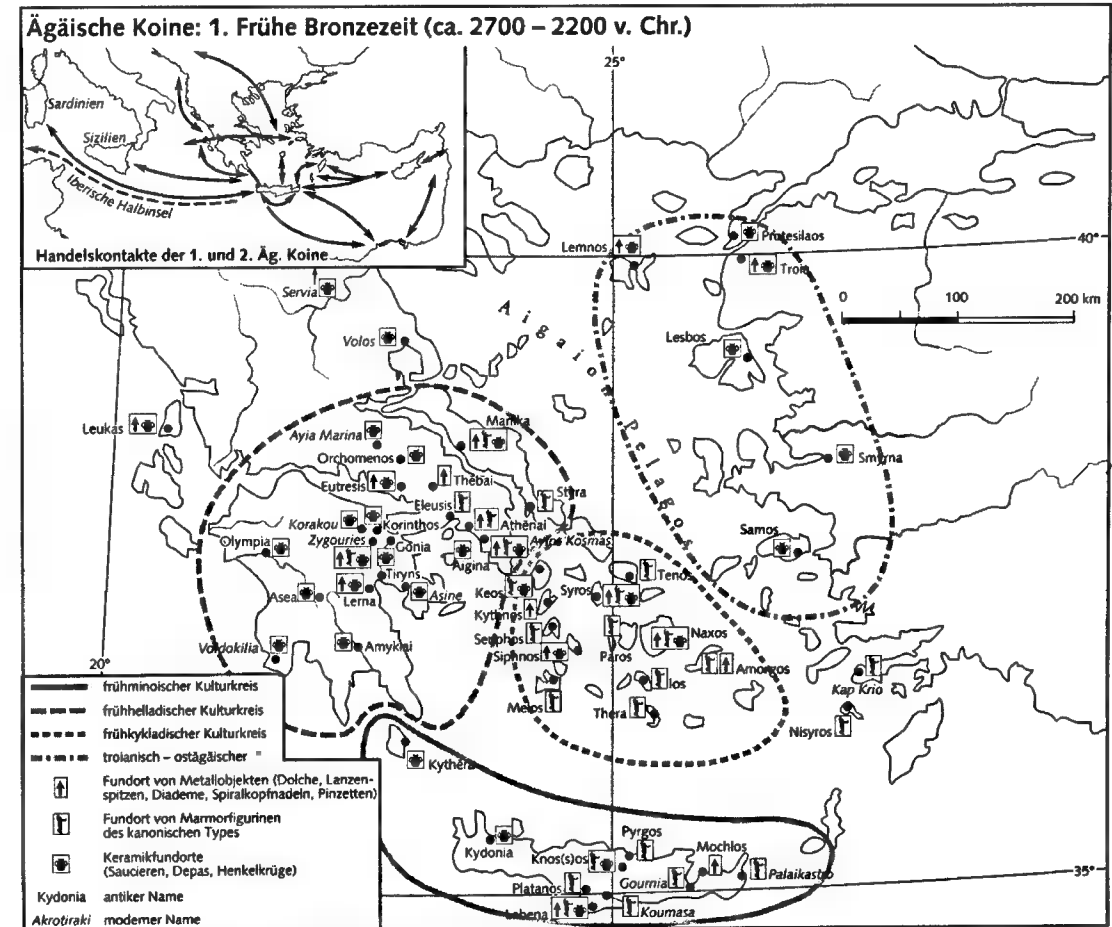 Ägäische Koine: 1. Frühe Bronzezeit (ca. 2700 – 2200 v. Chr.)
25°
Sardinien
Sizilien
Iberische Halbinsel
Handelskontakte der 1. und 2. Äg. Koine
Lemnos
Protesilaos
40°
Troia
Servia
0 100 200 km
Aigaion Pelagos
Volos
Lesbos
Leukas
Manika
Ayia Marina
Orchomenos
Smyrna
Eutresis
Thebai
Eleusis
Styra
Korakou
Korinthos
Athenai
Samos
Olympia
Zygouries
Gonia
Ayios Kosmas
Aigina
Tiryns
Tenos
Asea
Lerna
Asine
Keos
Syros
Kythnos
Seriphos
Naxos
Voidokilia
Amyklai
Siphnos
Paros
Amorgos
20°
Ios
Kap Krio
Melos
Thera
Nisyros
frühminoischer Kulturkreis
frühhelladischer Kulturkreis
frühkykladischer Kulturkreis
troianisch – ostägäischer "
Kythera
Fundort von Metallobjekten (Dolche, Lanzen-
spitzen, Diademe, Spiralkopfnadeln, Pinzetten)
Fundort von Marmorfigurinen
des kanonischen Types
Keramikfundorte
(Saucieren, Depas, Henkelkrüge)
Kydonia antiker Name
Akrotiraki moderner Name
Kydonia
Pyrgos
Knos(s)os
Mochlos
Platanos
Gournia
Palaikastro
35°
Lebena
Koumasa